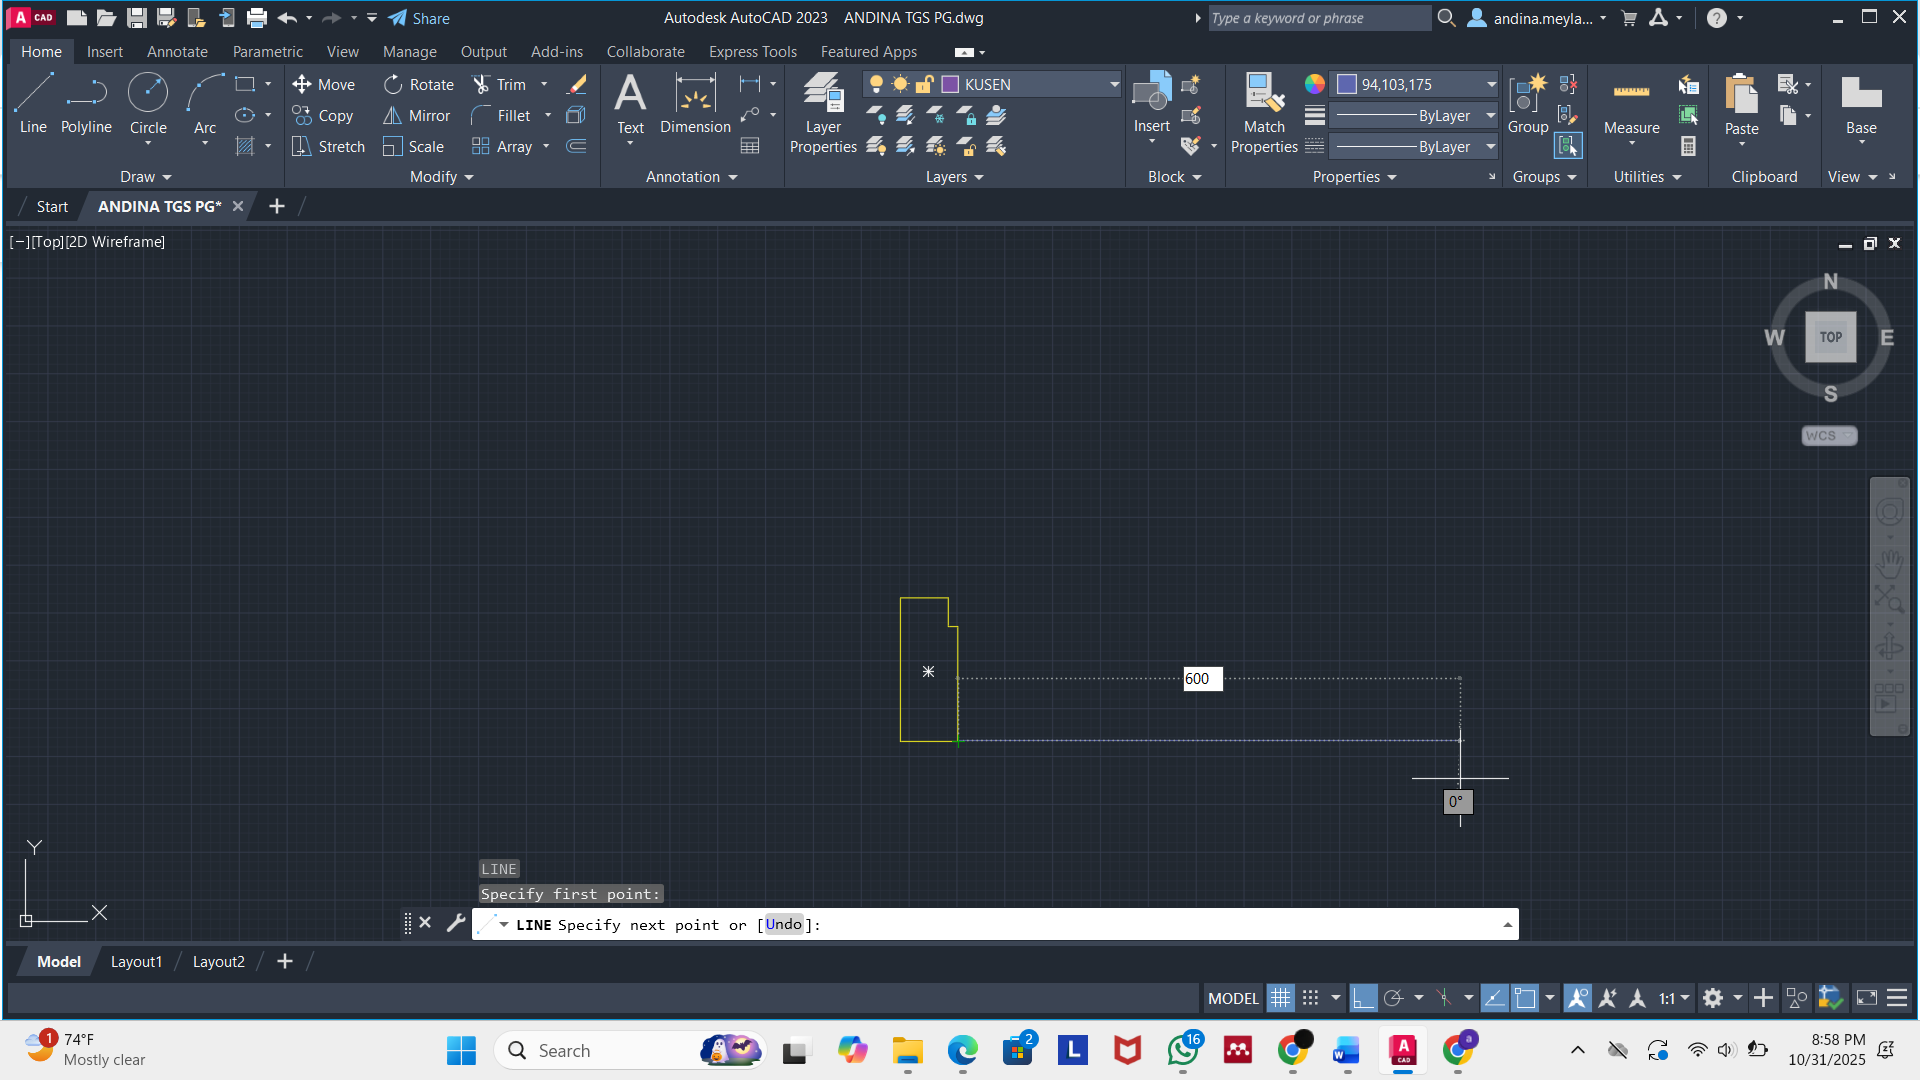 A CAD Share Autodesk AutoCAD 2023 ANDINA TGS PG.dwg Type a keyword or phrase andina.meyla...
Home Insert Annotate Parametric View Manage Output Add-ins Collaborate Express Tools Featured Apps
Line Polyline Circle Arc
Move Rotate Trim
Copy Mirror Fillet
Stretch Scale Array
Text Dimension
Layer Properties
KUSEN
Insert
Match Properties
94,103,175
ByLayer
ByLayer
Group Measure Paste Base
Draw Modify Annotation Layers Block Properties Groups Utilities Clipboard View
Start ANDINA TGS PG*
[−][Top][2D Wireframe]
N
W TOP E
S
WCS
600
0°
Y
X
LINE
Specify first point:
LINE Specify next point or [Undo]:
Model Layout1 Layout2
MODEL 1:1
1 74°F
Mostly clear
Search
2
L
16
W
A CAD
a
8:58 PM
10/31/2025